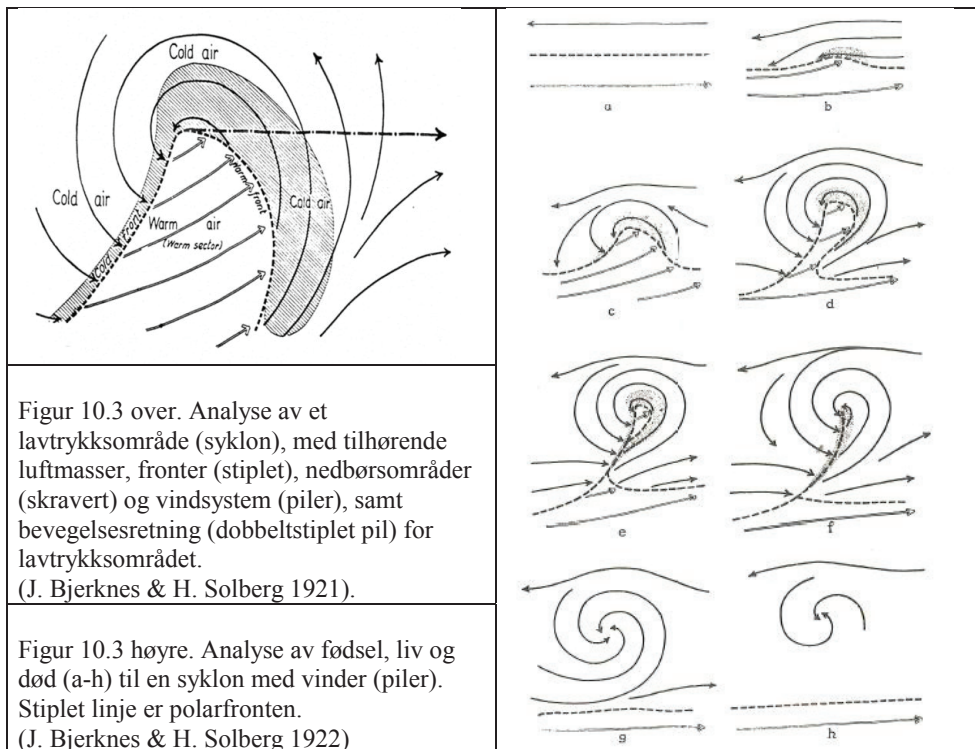 Cold air
Cold air
Cold front
Warm air
(Warm sector)
Warm front
Cold air
Figur 10.3 over. Analyse av et
lavtrykksområde (syklon), med tilhørende
luftmasser, fronter (stiplet), nedbørsområder
(skravert) og vindsystem (piler), samt
bevegelsesretning (dobbeltstiplet pil) for
lavtrykksområdet.
(J. Bjerknes & H. Solberg 1921).
Figur 10.3 høyre. Analyse av fødsel, liv og
død (a-h) til en syklon med vinder (piler).
Stiplet linje er polarfronten.
(J. Bjerknes & H. Solberg 1922)
a
b
c
d
e
f
g
h